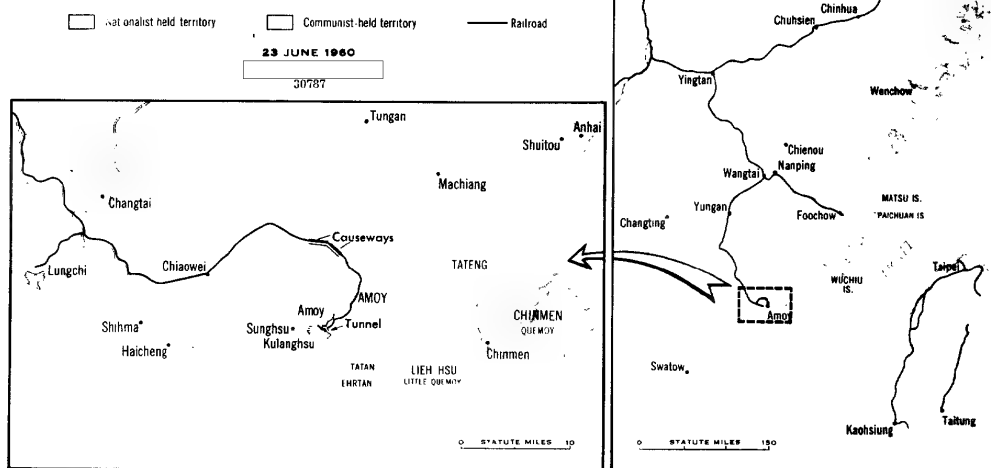 Nationalist held territory
Communist-held territory
Railroad
23 JUNE 1960
30787
Tungan
Anhai
Shuitou
Machiang
Changtai
Causeways
Lungchi
Chiaowei
TATENG
AMOY
Amoy
Tunnel
CHINMEN
QUEMOY
Shihma
Sunghsu
Kulanghsu
Haicheng
Chinmen
TATAN
EHRTAN
LIEH HSU
LITTLE QUEMOY
0 STATUTE MILES 10
Chinhua
Chuhsien
Yingtan
Wenchow
Chienou
Nanping
Wangtai
Yungan
Foochow
MATSU IS.
PAICHUAN IS
Changting
WUCHIU
IS.
Taipei
Amoy
Swatow
Kaohsiung
Taitung
0 STATUTE MILES 150